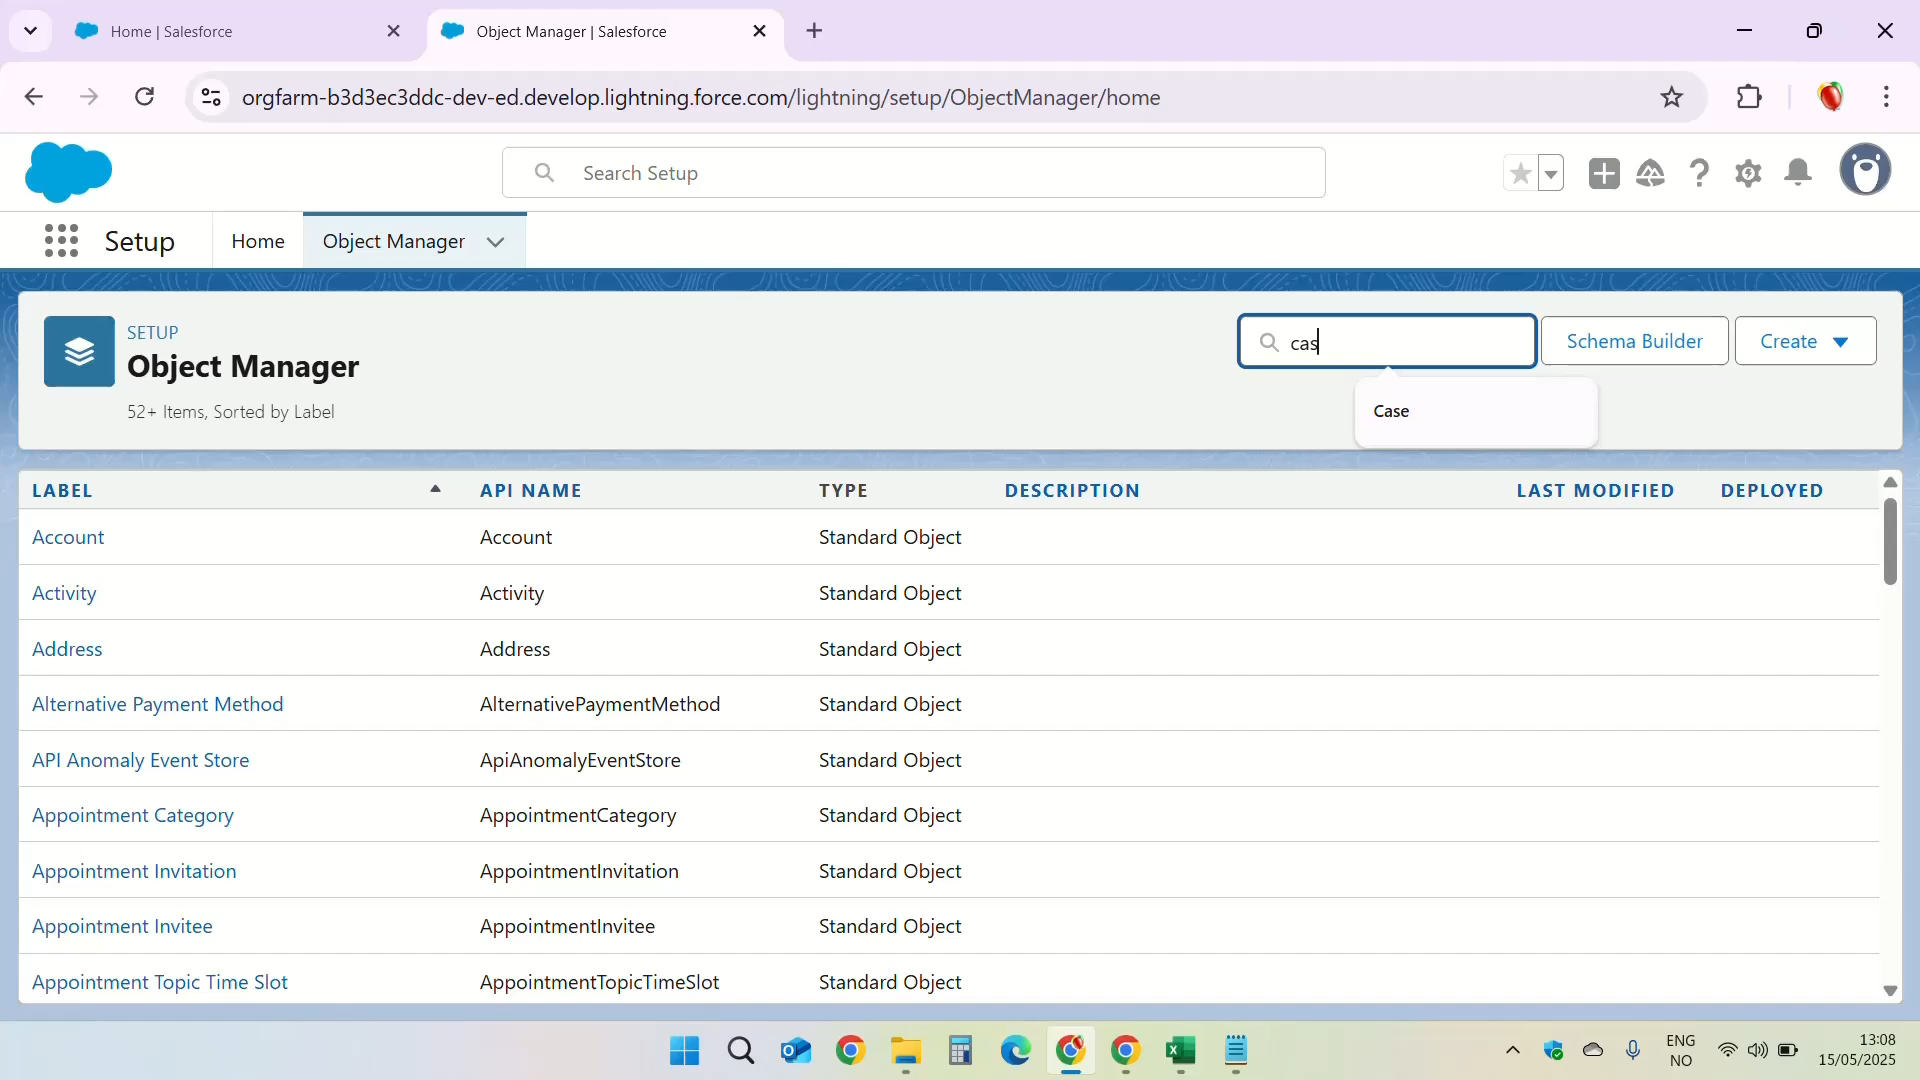 Home | Salesforce
Object Manager | Salesforce
orgfarm-b3d3ec3ddc-dev-ed.develop.lightning.force.com/lightning/setup/ObjectManager/home
Search Setup
Setup
Home
Object Manager
SETUP
Object Manager
52+ Items, Sorted by Label
cas
Schema Builder
Create
Case
LABEL API NAME TYPE DESCRIPTION LAST MODIFIED DEPLOYED
Account Account Standard Object
Activity Activity Standard Object
Address Address Standard Object
Alternative Payment Method AlternativePaymentMethod Standard Object
API Anomaly Event Store ApiAnomalyEventStore Standard Object
Appointment Category AppointmentCategory Standard Object
Appointment Invitation AppointmentInvitation Standard Object
Appointment Invitee AppointmentInvitee Standard Object
Appointment Topic Time Slot AppointmentTopicTimeSlot Standard Object
ENG
NO
13:08
15/05/2025